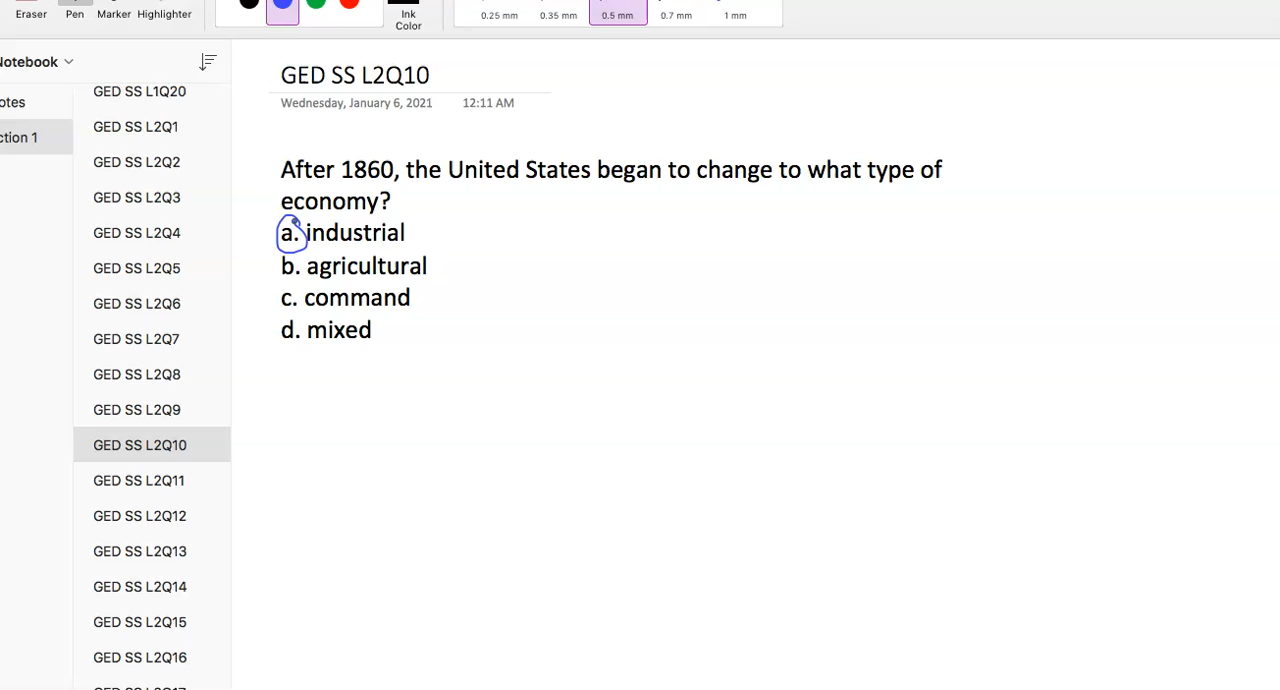 Eraser Pen Marker Highlighter
Ink
Color
0.25 mm 0.35 mm 0.5 mm 0.7 mm 1 mm
Notebook
otes
ction 1
GED SS L1Q20
GED SS L2Q1
GED SS L2Q2
GED SS L2Q3
GED SS L2Q4
GED SS L2Q5
GED SS L2Q6
GED SS L2Q7
GED SS L2Q8
GED SS L2Q9
GED SS L2Q10
GED SS L2Q11
GED SS L2Q12
GED SS L2Q13
GED SS L2Q14
GED SS L2Q15
GED SS L2Q16
GED SS L2Q10
Wednesday, January 6, 2021 12:11 AM
After 1860, the United States began to change to what type of
economy?
a. industrial
b. agricultural
c. command
d. mixed